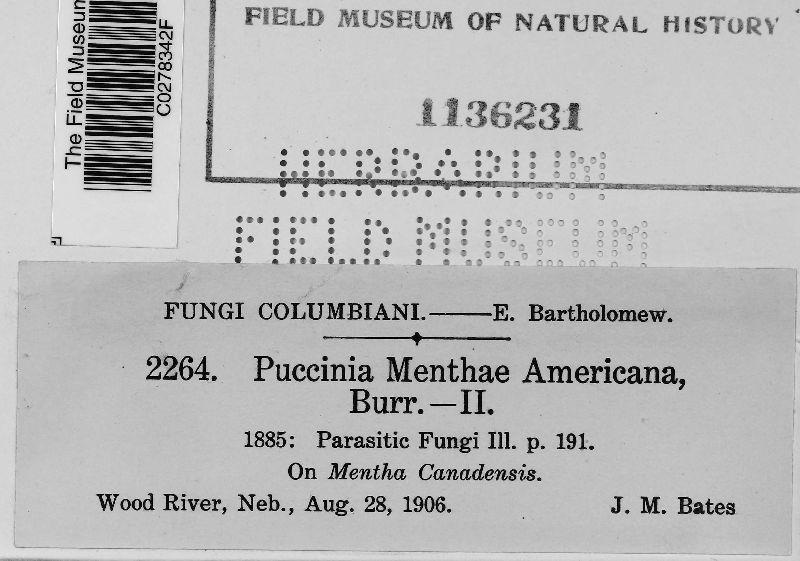 FIELD MUSEUM OF NATURAL HISTORY
1136231
The Field Museum
C0278342F
HERBARIUM
FIELD MUSEUM
FUNGI COLUMBIANI.——E. Bartholomew.
2264. Puccinia Menthae Americana,
Burr.—II.
1885: Parasitic Fungi Ill. p. 191.
On Mentha Canadensis.
Wood River, Neb., Aug. 28, 1906. J. M. Bates